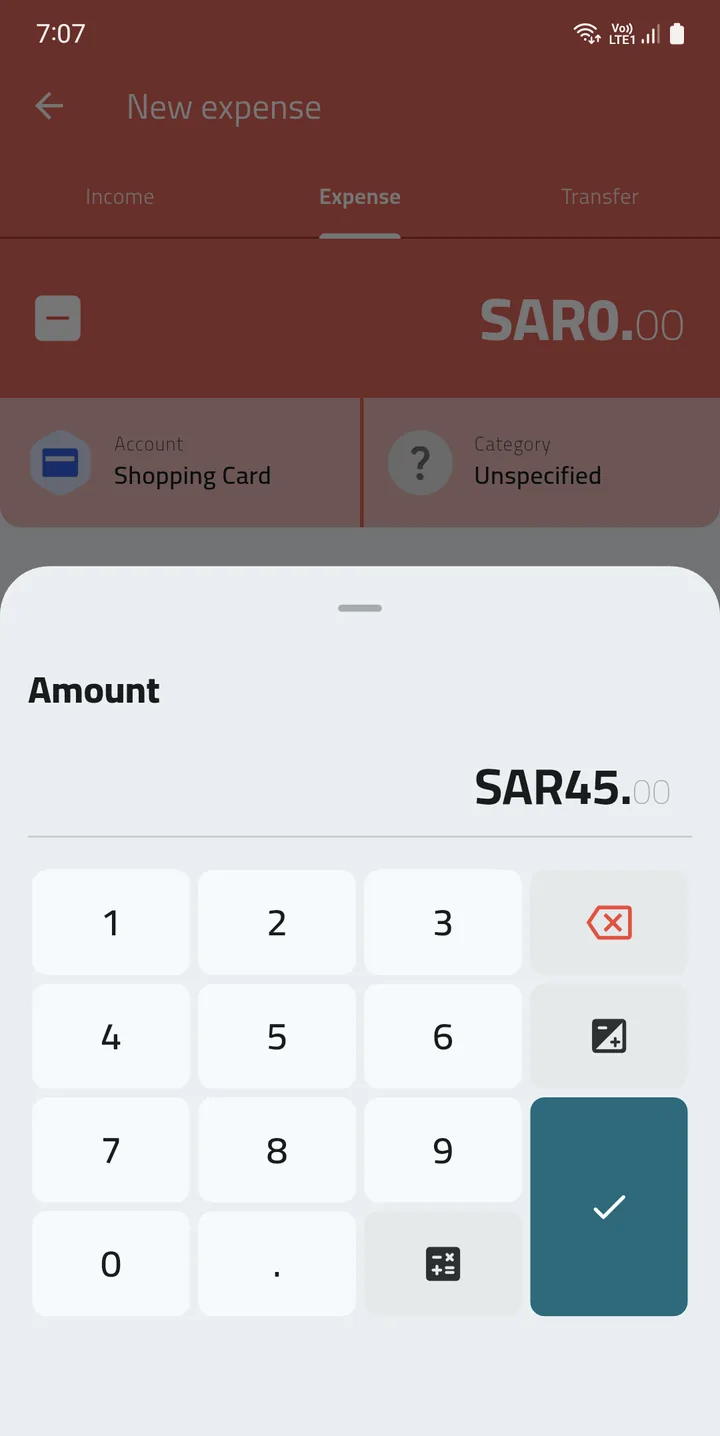 7:07
Vo))
LTE1
New expense
Income Expense Transfer
SAR0.00
Account
Shopping Card
?
Category
Unspecified
Amount
SAR45.00
1 2 3
4 5 6
7 8 9
0 .